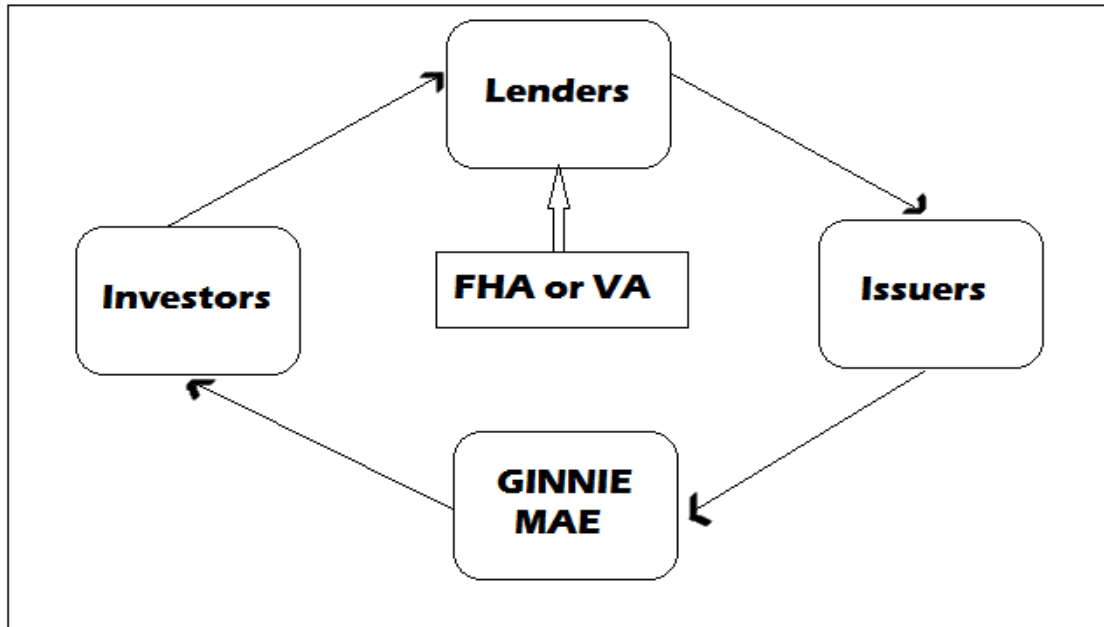 Lenders
FHA or VA
Investors
Issuers
GINNIE
MAE